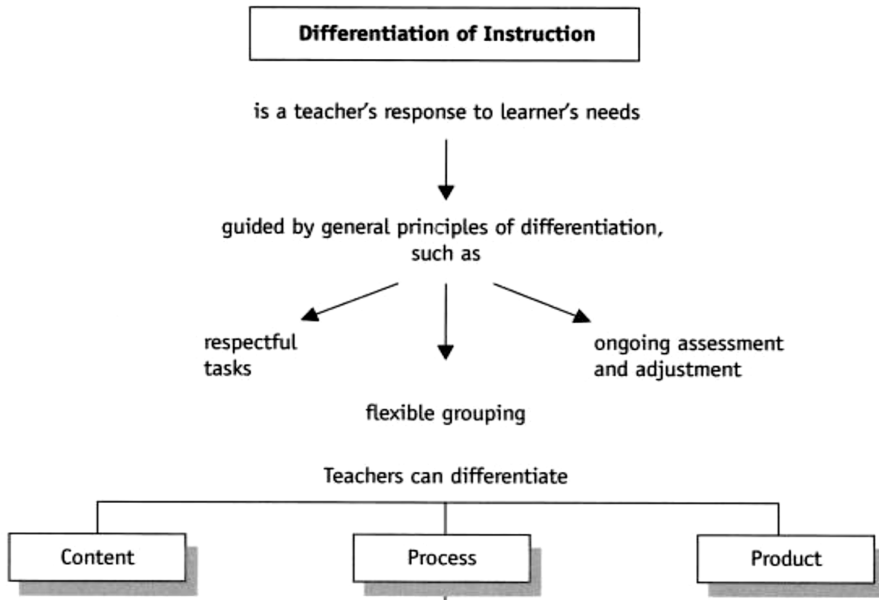 Differentiation of Instruction
is a teacher's response to learner's needs
guided by general principles of differentiation,
such as
respectful
tasks
ongoing assessment
and adjustment
flexible grouping
Teachers can differentiate
Content
Process
Product